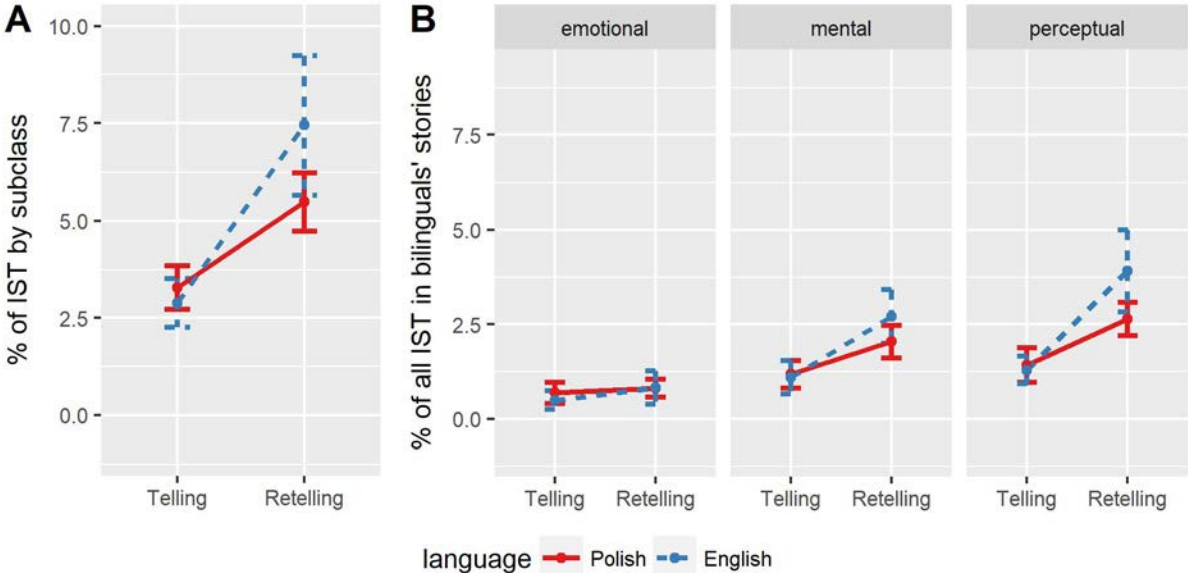 A
% of IST by subclass
10.0
7.5
5.0
2.5
0.0
Telling Retelling
B
% of all IST in bilinguals' stories
emotional mental perceptual
7.5
5.0
2.5
0.0
Telling Retelling Telling Retelling Telling Retelling
language Polish English